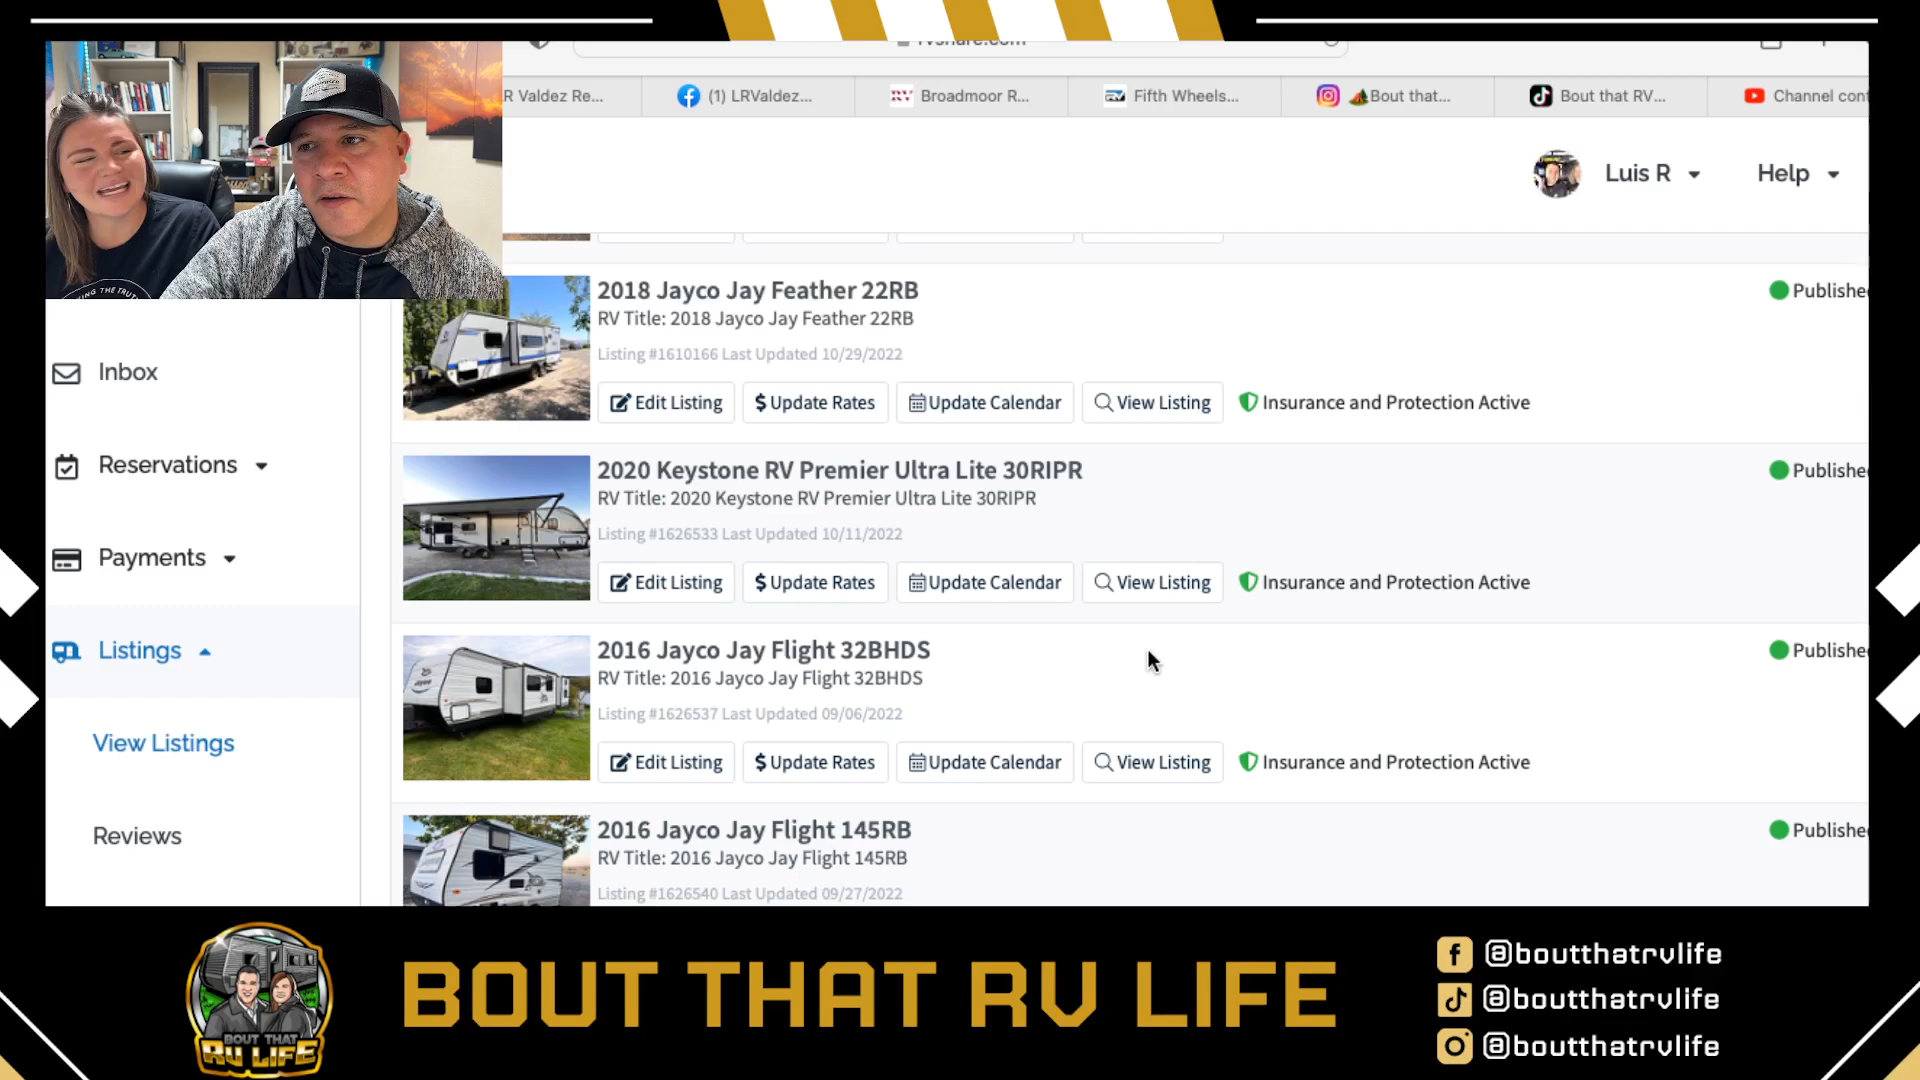 rvshare.com
R Valdez Re...
(1) LRValdez...
RV Broadmoor R...
Fifth Wheels...
Bout that...
Bout that RV...
Channel cont
Luis R
Help
2018 Jayco Jay Feather 22RB
RV Title: 2018 Jayco Jay Feather 22RB
Listing #1610166 Last Updated 10/29/2022
Edit Listing
$ Update Rates
Update Calendar
View Listing
Insurance and Protection Active
Publishe
2020 Keystone RV Premier Ultra Lite 30RIPR
RV Title: 2020 Keystone RV Premier Ultra Lite 30RIPR
Listing #1626533 Last Updated 10/11/2022
Edit Listing
$ Update Rates
Update Calendar
View Listing
Insurance and Protection Active
Publishe
2016 Jayco Jay Flight 32BHDS
RV Title: 2016 Jayco Jay Flight 32BHDS
Listing #1626537 Last Updated 09/06/2022
Edit Listing
$ Update Rates
Update Calendar
View Listing
Insurance and Protection Active
Publishe
2016 Jayco Jay Flight 145RB
RV Title: 2016 Jayco Jay Flight 145RB
Listing #1626540 Last Updated 09/27/2022
Publishe
Inbox
Reservations
Payments
Listings
View Listings
Reviews
BOUT THAT
RV LIFE
BOUT THAT RV LIFE
@boutthatrvlife
@boutthatrvlife
@boutthatrvlife